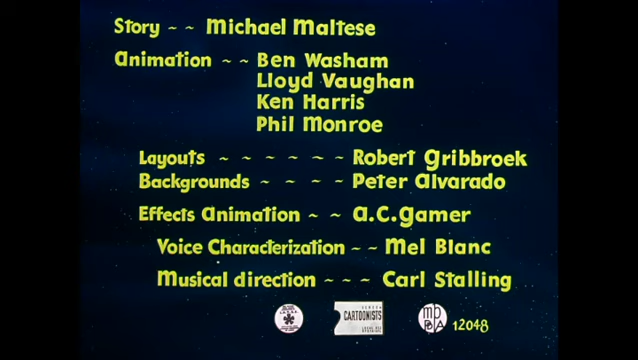 Story ~ ~ Michael Maltese
Animation ~ ~ Ben Washam
Lloyd Vaughan
Ken Harris
Phil Monroe
Layouts ~ ~ ~ ~ ~ ~ Robert Gribbroek
Backgrounds ~ ~ ~ ~ Peter Alvarado
Effects Animation ~ ~ A.C.Gamer
Voice Characterization ~ ~ Mel Blanc
Musical direction ~ ~ ~ Carl Stalling
CARTOONISTS
12048